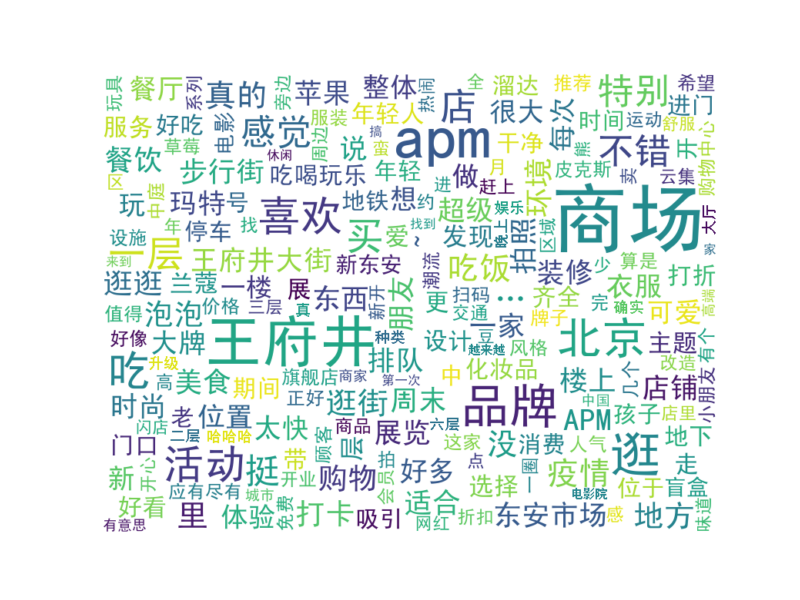 玩具
餐厅
系列
真的
旁边
苹果
整体
热闹
店
全
溜达
推荐
特别
希望
进门
服务
好吃
电影
感觉
服装
年轻人
搞
apm
很大
干净
每次
时间
运动
舒服
不错
开
购物中心
草莓
餐饮
步行街
休闲
周边
说
年轻
蛮
月
环境
熊
皮克斯
卖
云集
区
中庭
吃喝玩乐
进
做
赶上
商场
玩
玛特
号
喜欢
地铁
想
约
超级
娱乐
拍照
区域
大厅
年
设施
停车
找
买
爱
~
找到
发现
晚上
家
来到
一层
王府井大街
新东安
潮流
吃饭
装修
少
算是
打折
逛逛
兰蔻
一楼
展
东西
新开
朋友
更
扫码
…
齐全
完
衣服
可爱
高端
值得
泡泡
价格
三层
真
交通
一家
牌子
确实
好像
大牌
王府井
种类
设计
豆
风格
北京
主题
改造
有个
吃
升级
高
美食
期间
旗舰店
商家
排队
第一次
越来越
中
化妆品
楼上
中国
几个
店铺
小朋友
时尚
老
位置
正好
逛街
周末
品牌
APM
孩子
店里
闪店
二层
哈哈哈
太快
顾客
商品
六层
展览
这家
没
消费
人气
逛
地下
门口
活动
挺
带
层
拍
点
一圈
疫情
走
新
开心
应有尽有
城市
开业
购物
会员
好多
选择
电影院
位于
盲盒
好看
里
体验
免费
打卡
吸引
适合
网红
折扣
东安市场
感
地方
味道
有意思